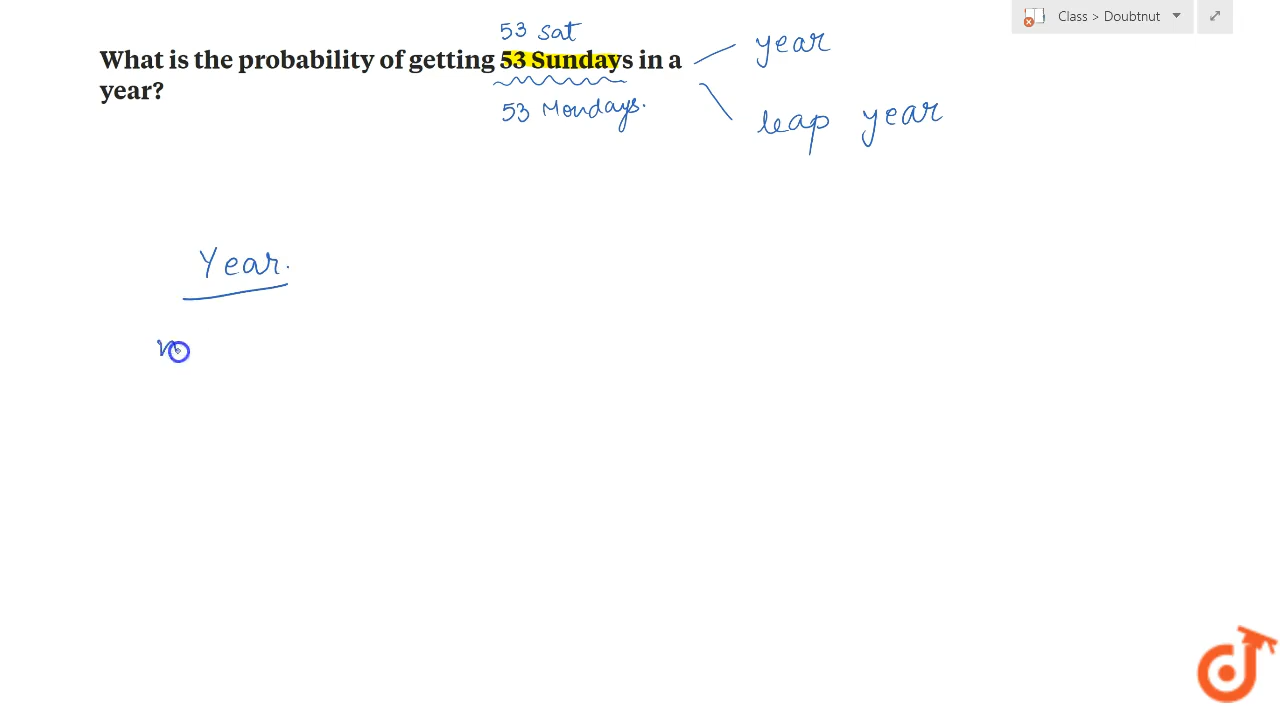 Class > Doubtnut
53 Sat
What is the probability of getting 53 Sundays in a
year?
53 Mondays.
year
leap year
Year.